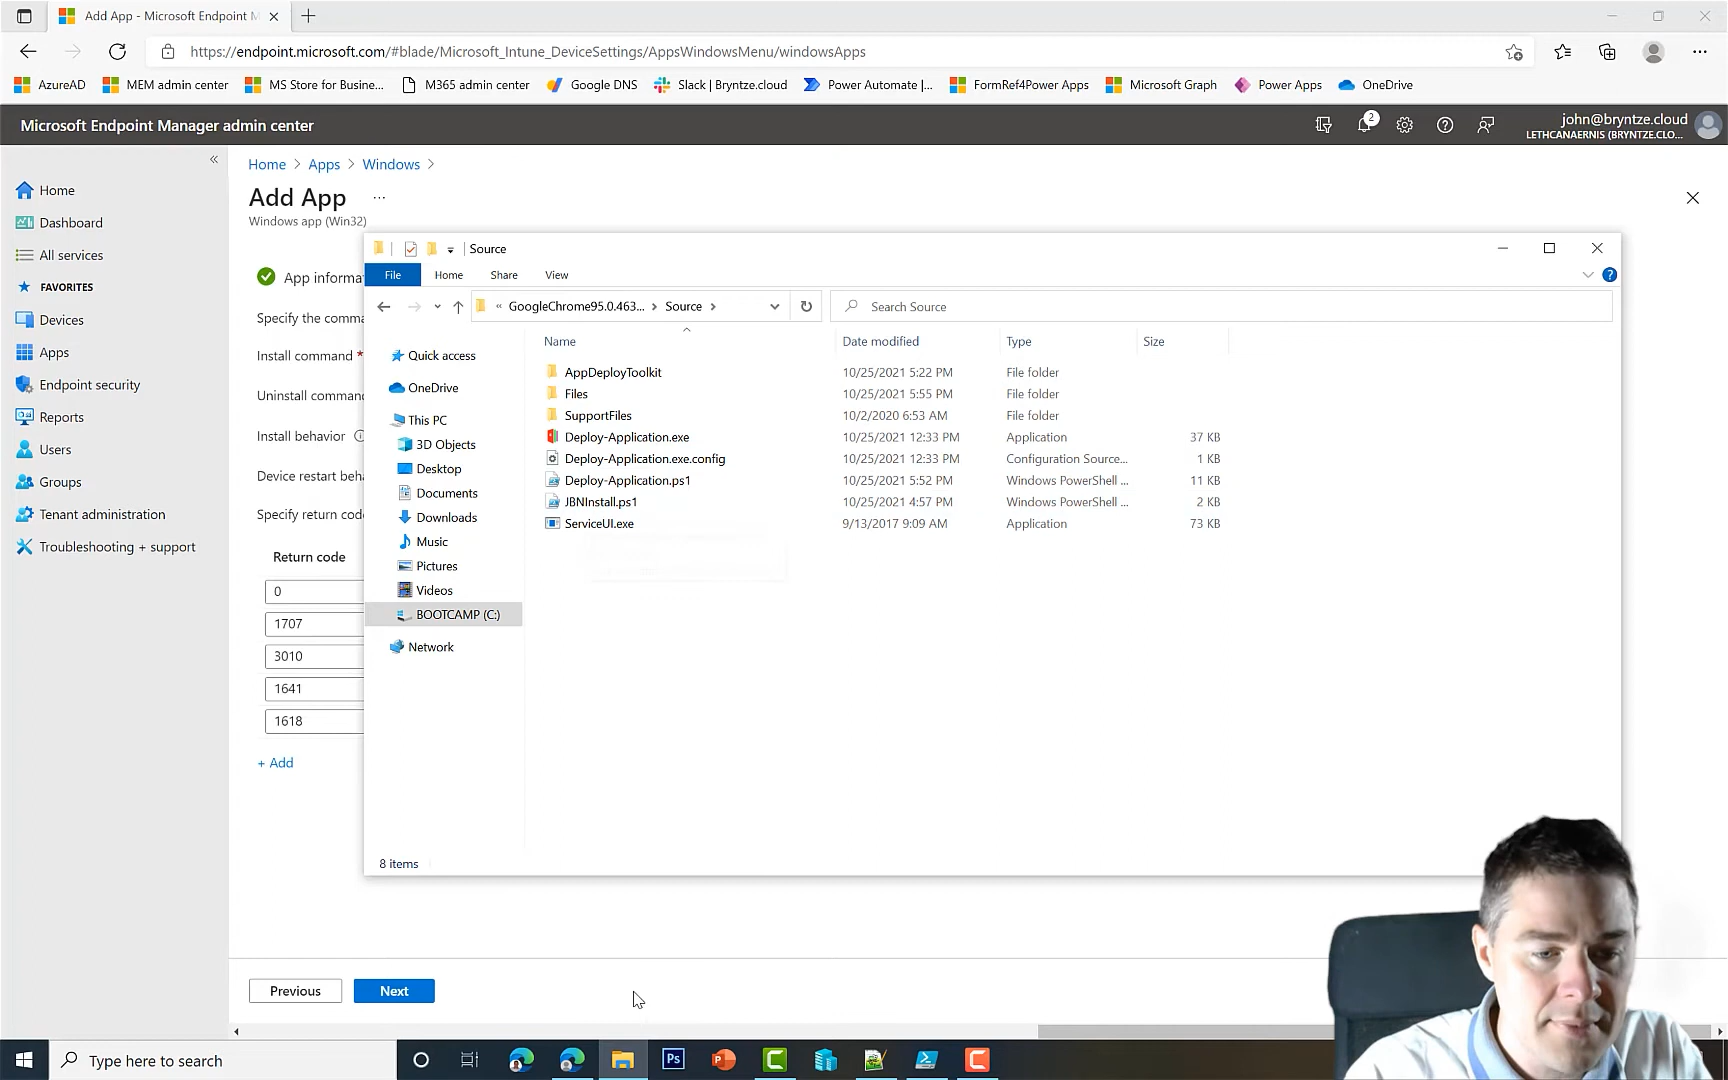 Add App - Microsoft Endpoint M
https://endpoint.microsoft.com/#blade/Microsoft_Intune_DeviceSettings/AppsWindowsMenu/windowsApps
AzureAD
MEM admin center
MS Store for Busine...
M365 admin center
Google DNS
Slack | Bryntze.cloud
Power Automate |...
FormRef4Power Apps
Microsoft Graph
Power Apps
OneDrive
Microsoft Endpoint Manager admin center
2
john@bryntze.cloud
LETHCANAERNIS (BRYNTZE.CLO...
Home > Apps > Windows >
Add App ...
Windows app (Win32)
Home
Dashboard
All services
FAVORITES
Devices
Apps
Endpoint security
Reports
Users
Groups
Tenant administration
Troubleshooting + support
App informa
Specify the comma
Install command *
Uninstall comman
Install behavior
Device restart beha
Specify return code
Return code
0
1707
3010
1641
1618
+ Add
Previous
Next
Source
File
Home
Share
View
« GoogleChrome95.0.463... > Source >
Search Source
Quick access
OneDrive
This PC
3D Objects
Desktop
Documents
Downloads
Music
Pictures
Videos
BOOTCAMP (C:)
Network
Name Date modified Type Size
AppDeployToolkit 10/25/2021 5:22 PM File folder
Files 10/25/2021 5:55 PM File folder
SupportFiles 10/2/2020 6:53 AM File folder
Deploy-Application.exe 10/25/2021 12:33 PM Application 37 KB
Deploy-Application.exe.config 10/25/2021 12:33 PM Configuration Source... 1 KB
Deploy-Application.ps1 10/25/2021 5:52 PM Windows PowerShell ... 11 KB
JBNInstall.ps1 10/25/2021 4:57 PM Windows PowerShell ... 2 KB
ServiceUI.exe 9/13/2017 9:09 AM Application 73 KB
8 items
Type here to search
Ps